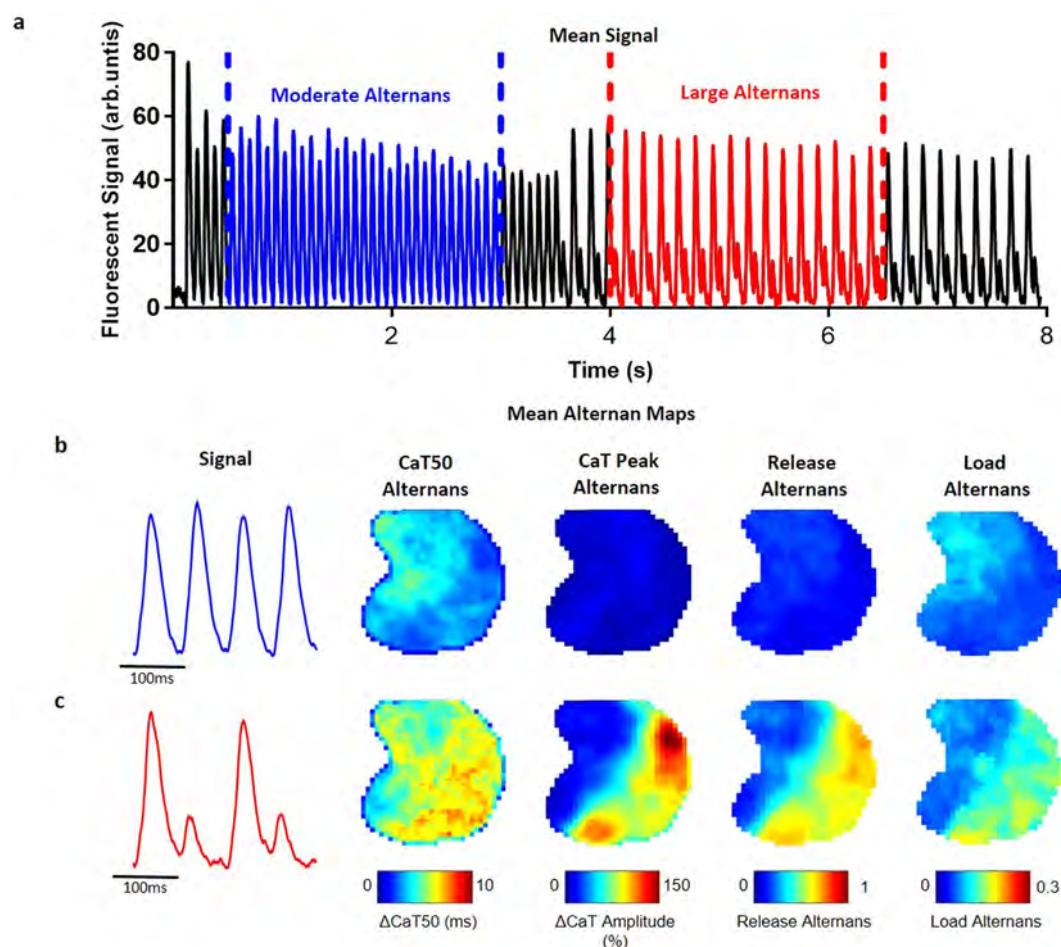 a
Mean Signal
Fluorescent Signal (arb.untis)
80
60
40
20
0
Moderate Alternans
Large Alternans
2
4
6
8
Time (s)
Mean Alternan Maps
b
Signal
CaT50
Alternans
CaT Peak
Alternans
Release
Alternans
Load
Alternans
100ms
c
100ms
0
10
ΔCaT50 (ms)
0
150
ΔCaT Amplitude
(%)
0
1
Release Alternans
0
0.3
Load Alternans